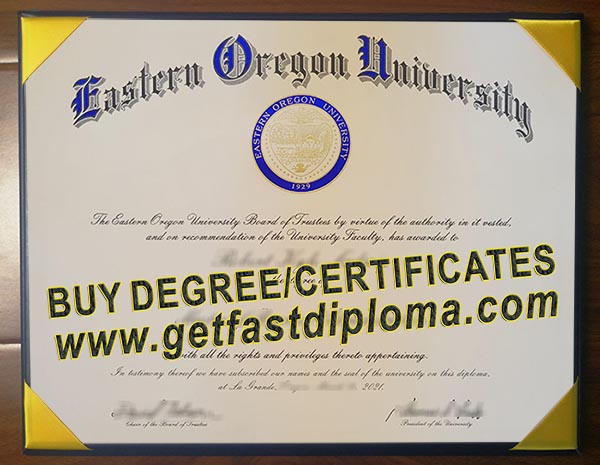 Eastern Oregon University
EASTERN OREGON UNIVERSITY
1929
The Eastern Oregon University Board of Trustees by virtue of the authority in it vested,
and on recommendation of the University Faculty, has awarded to
BUY DEGREE/CERTIFICATES
www.getfastdiploma.com
with all the rights and privileges thereto appertaining.
In testimony thereof we have subscribed our names and the seal of the university on this diploma,
at La Grande, 2021.
Chair of the Board of Trustees
President of the University